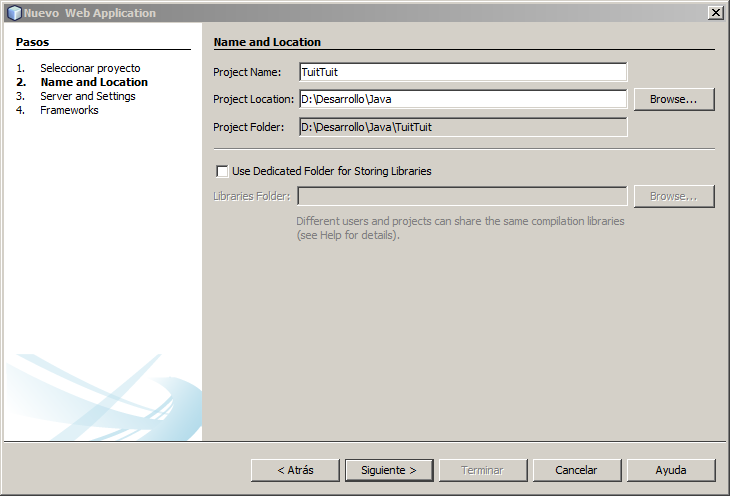 Nuevo Web Application
Pasos
1. Seleccionar proyecto
2. Name and Location
3. Server and Settings
4. Frameworks
Name and Location
Project Name: TuitTuit
Project Location: D:\Desarrollo\Java Browse...
Project Folder: D:\Desarrollo\Java\TuitTuit
Use Dedicated Folder for Storing Libraries
Libraries Folder: Browse...
Different users and projects can share the same compilation libraries
(see Help for details).
< Atrás Siguiente > Terminar Cancelar Ayuda